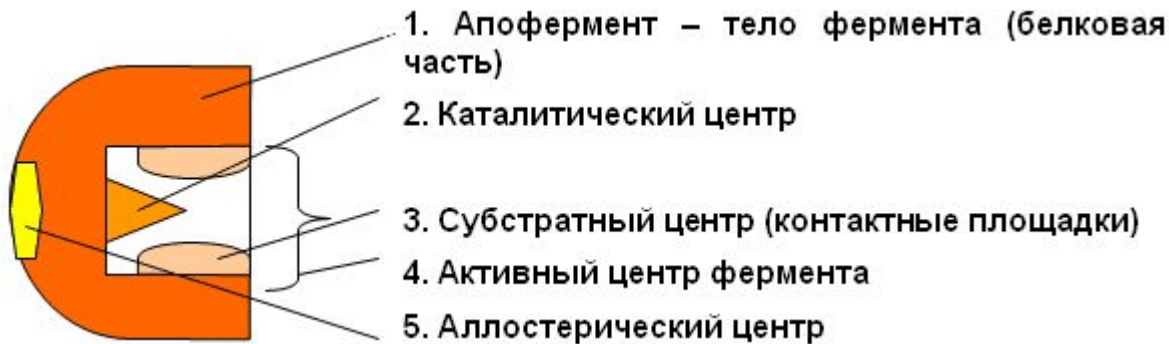 1. Апофермент – тело фермента (белковая
часть)
2. Каталитический центр
3. Субстратный центр (контактные площадки)
4. Активный центр фермента
5. Аллостерический центр